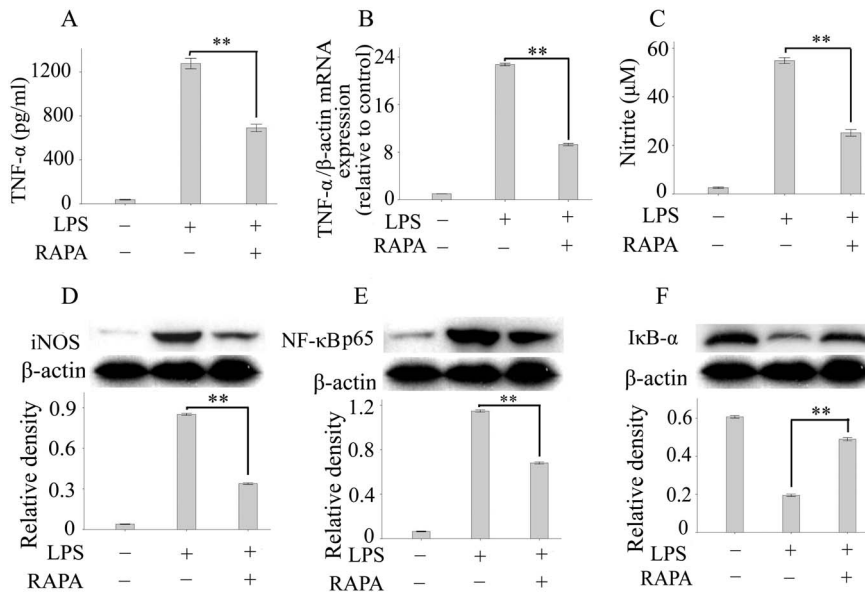 A
B
C
**
**
**
1200
800
400
0
TNF-α (pg/ml)
24
16
8
0
TNF-α/β-actin mRNA
expression
(relative to control)
60
40
20
0
Nitrite (μM)
LPS − + +
RAPA − − +
LPS − + +
RAPA − − +
LPS − + +
RAPA − − +
D
E
F
iNOS
β-actin
NF-κBp65
β-actin
IκB-α
β-actin
**
**
**
0.9
0.6
0.3
0
Relative density
1.2
0.8
0.4
0
Relative density
0.6
0.4
0.2
0
Relative density
LPS − + +
RAPA − − +
LPS − + +
RAPA − − +
LPS − + +
RAPA − − +